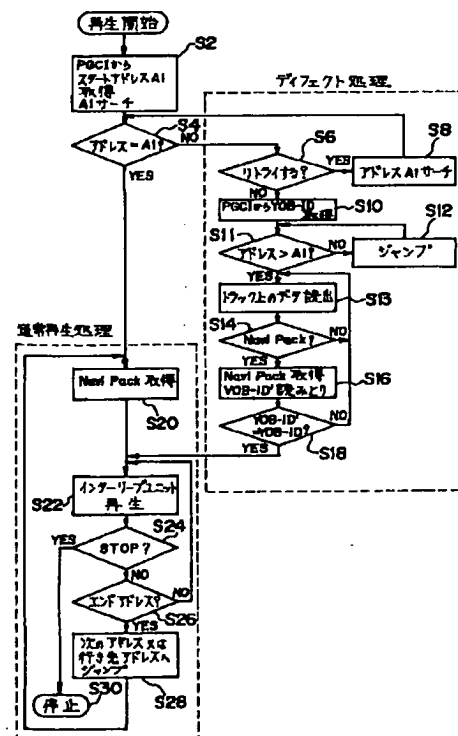 再生開始
S2
PGCIから
スタートアドレスA1
取得
A1サーチ
S4
アドレス=A1?
NO
YES
ディフェクト処理
S6
リトライする?
YES
NO
S8
アドレスA1サーチ
S10
PGCIからVOB-ID
取得
S11
アドレス>A1?
NO
YES
S12
ジャンプ
トラック上のデータ読出
S13
S14
Navi Pack?
NO
YES
Navi Pack取得
VOB-ID'読みとり
S16
VOB-ID'
=VOB-ID?
NO
YES
S18
通常再生処理
Navi Pack取得
S20
インターリーブユニット
再生
S22
S24
STOP?
YES
NO
エンドアドレス?
NO
YES
S26
次のアドレス又は
行き先アドレスへ
ジャンプ
S28
S30
停止